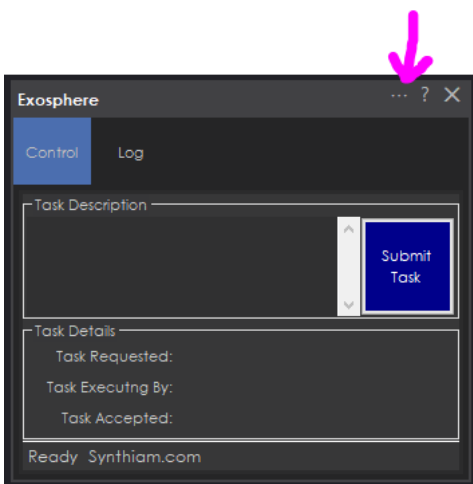 Exosphere ... ? X
Control Log
Task Description
Submit
Task
Task Details
Task Requested:
Task Executng By:
Task Accepted:
Ready Synthiam.com